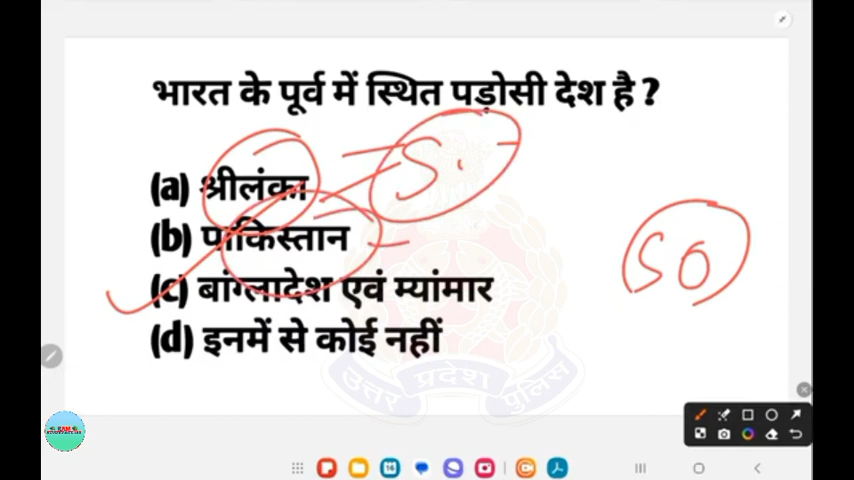 भारत के पूर्व में स्थित पड़ोसी देश है ?
(a) श्रीलंका
(b) पाकिस्तान
(c) बांग्लादेश एवं म्यांमार
(d) इनमें से कोई नहीं
S.
50
उत्तर प्रदेश पुलिस